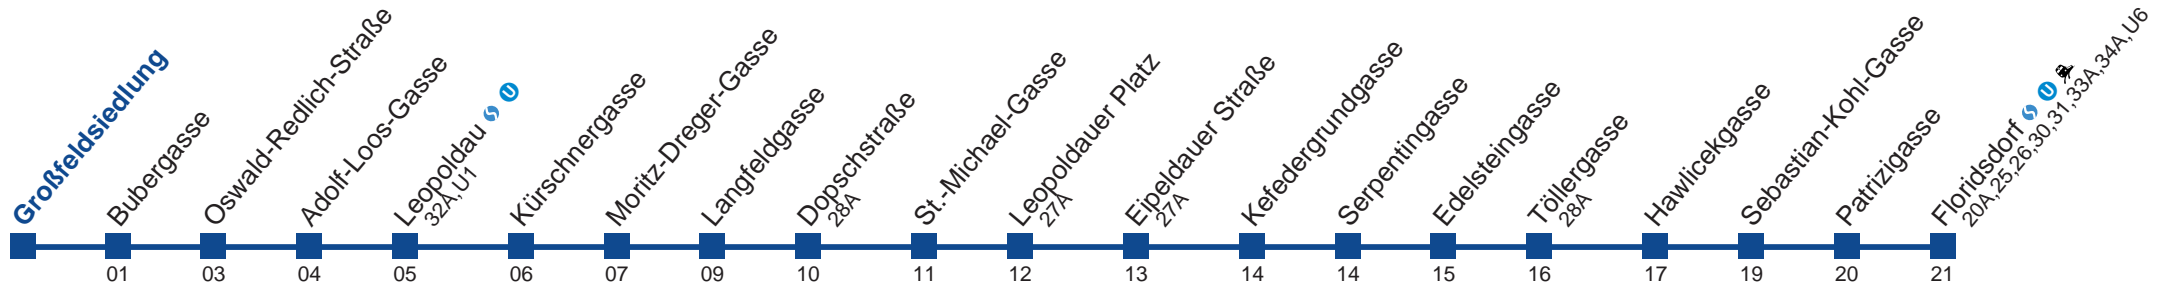 Großfeldsiedlung
Bubergasse
01
Oswald-Redlich-Straße
03
Adolf-Loos-Gasse
04
Leopoldau S U
32A,U1
05
Kürschnergasse
06
Moritz-Dreger-Gasse
07
Langfeldgasse
09
Dopschstraße
28A
10
St.-Michael-Gasse
11
Leopoldauer Platz
27A
12
Eipeldauer Straße
27A
13
Kefedergrundgasse
14
Serpentingasse
14
Edelsteingasse
15
Töllergasse
28A
16
Hawlicekgasse
17
Sebastian-Kohl-Gasse
19
Patrizigasse
20
Floridsdorf S U
20A,25,26,30,31,33A,34A,U6
21